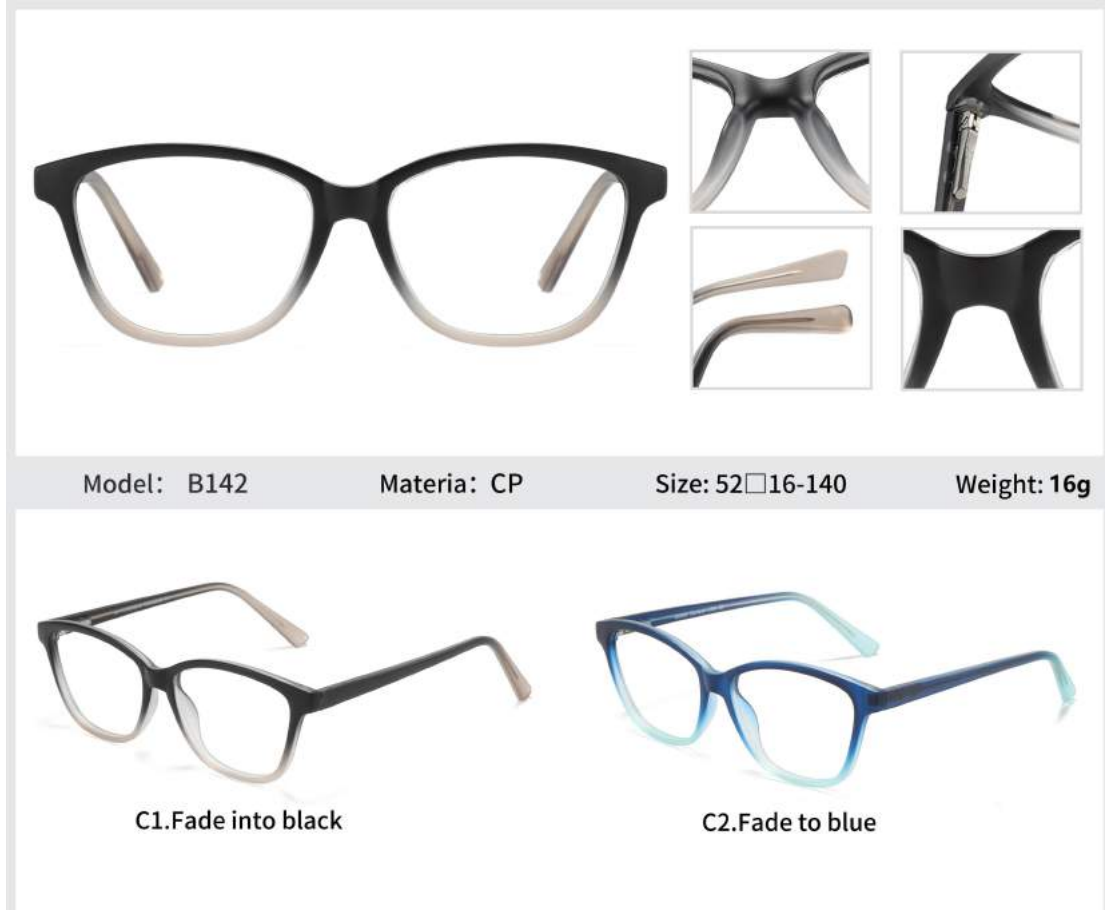 Model: B142 Materia: CP Size: 52□16-140 Weight: 16g
C1.Fade into black
C2.Fade to blue